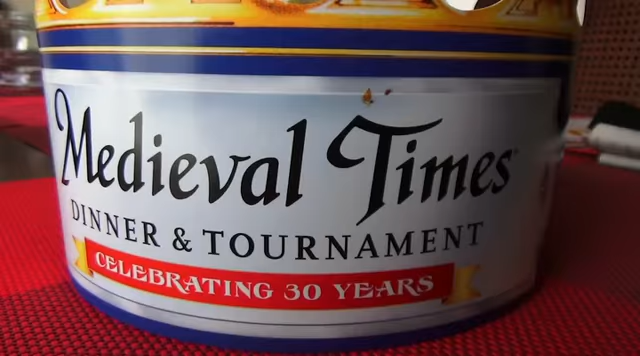 Medieval Times
DINNER & TOURNAMENT
CELEBRATING 30 YEARS